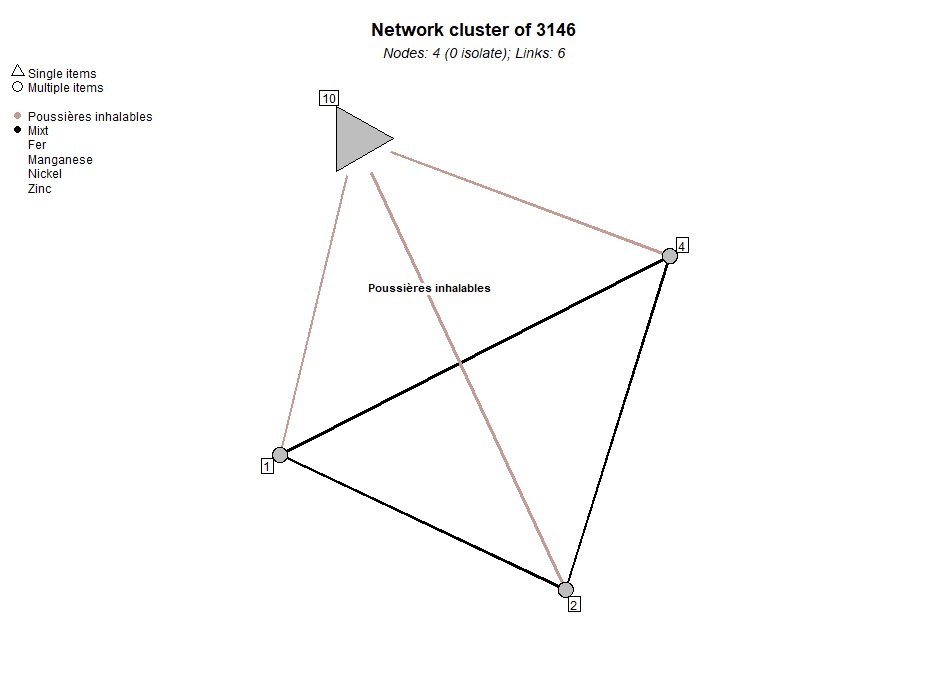 Network cluster of 3146
Nodes: 4 (0 isolate); Links: 6
Single items
Multiple items
Poussières inhalables
Mixt
Fer
Manganese
Nickel
Zinc
10
4
Poussières inhalables
1
2